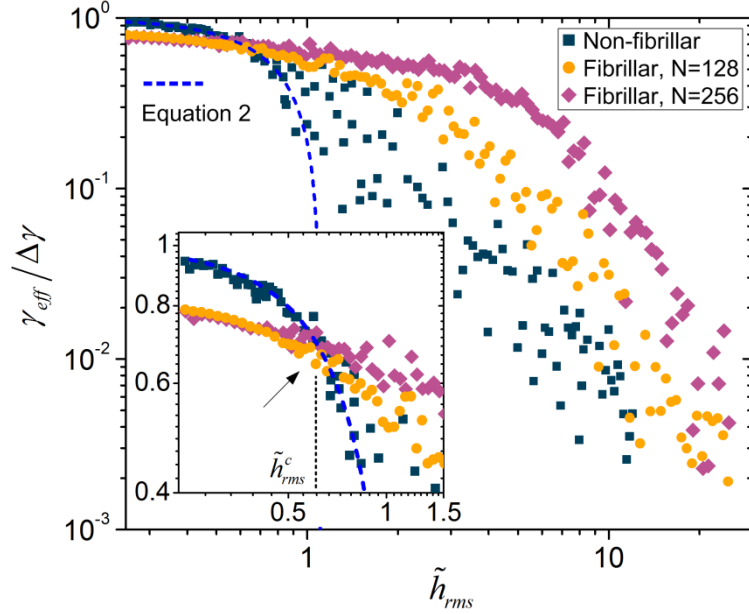 10⁰
10⁻¹
10⁻²
10⁻³
γ_eff / Δγ
Non-fibrillar
Fibrillar, N=128
Fibrillar, N=256
Equation 2
1
0.8
0.6
0.4
h̃ᶜ_rms
0.5
1
1.5
1
10
h̃_rms